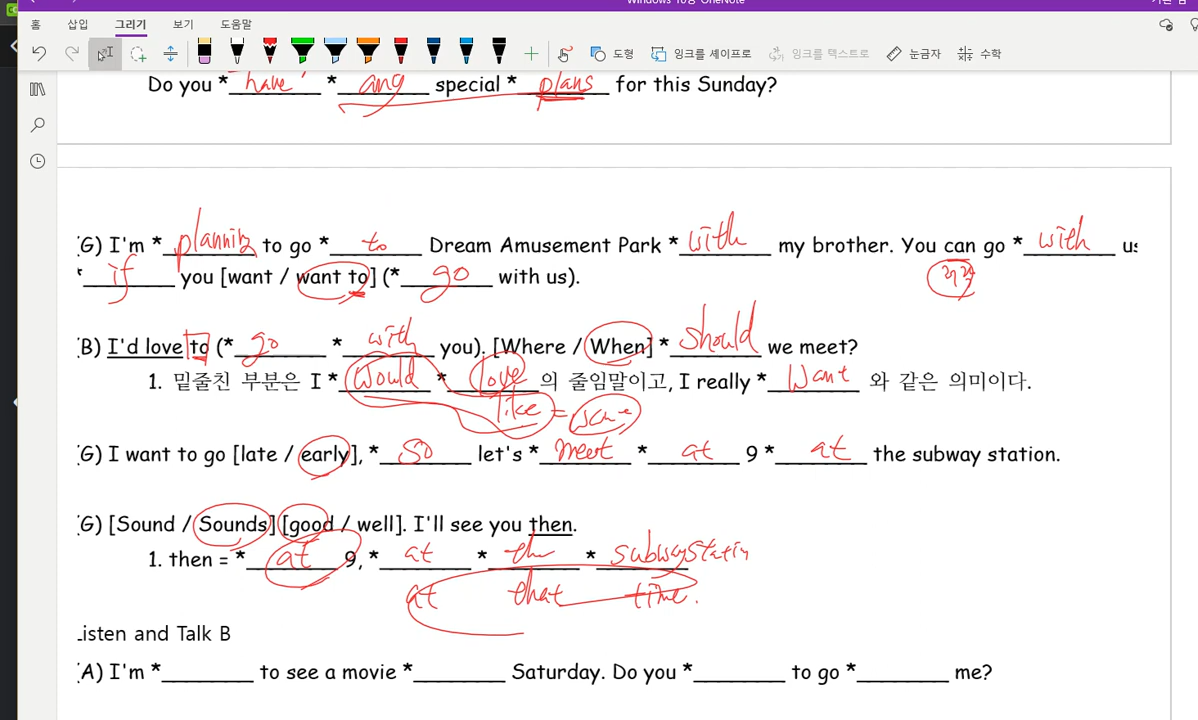 Windows 10용 OneNote
홈 삽입 그리기 보기 도움말
도형 잉크를 셰이프로 잉크를 텍스트로 눈금자 수학
Do you * have * any special * plans for this Sunday?
G) I'm * planning to go * to Dream Amusement Park * with my brother. You can go * with us
* if you [want / want to] (* go with us).
B) I'd love to (* go * with you). [Where / When] * should we meet?
1. 밑줄친 부분은 I * would * love 의 줄임말이고, I really * want 와 같은 의미이다.
like =
G) I want to go [late / early], * so let's * meet * at 9 * at the subway station.
G) [Sound / Sounds] [good / well]. I'll see you then.
1. then = * at 9, * at * the * subway station
at that time.
Listen and Talk B
(A) I'm * to see a movie * Saturday. Do you * to go * me?